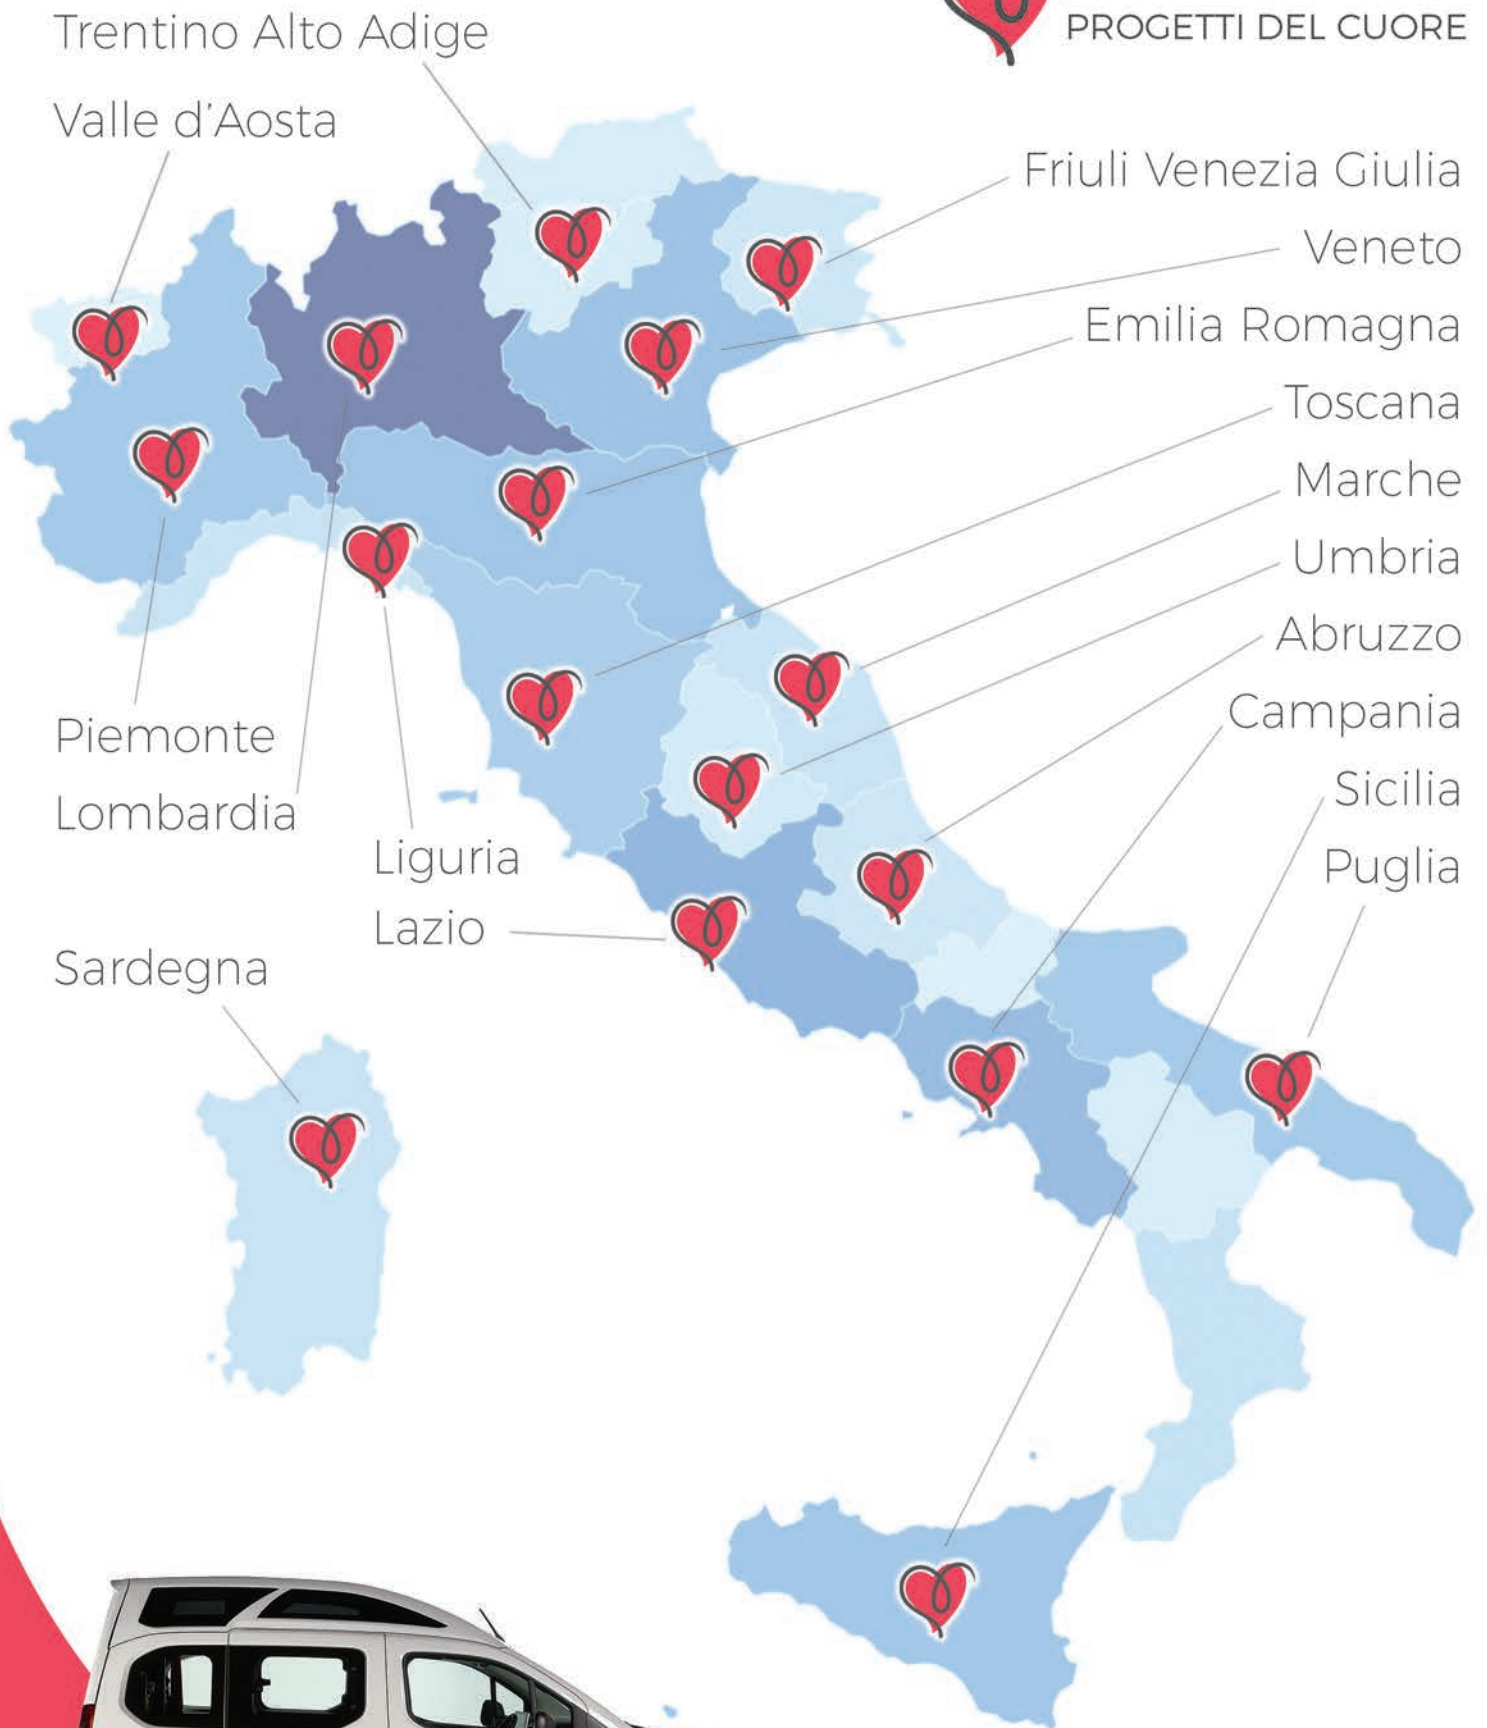 Trentino Alto Adige
PROGETTI DEL CUORE
Valle d'Aosta
Friuli Venezia Giulia
Veneto
Emilia Romagna
Toscana
Marche
Umbria
Abruzzo
Campania
Sicilia
Puglia
Piemonte
Lombardia
Liguria
Lazio
Sardegna